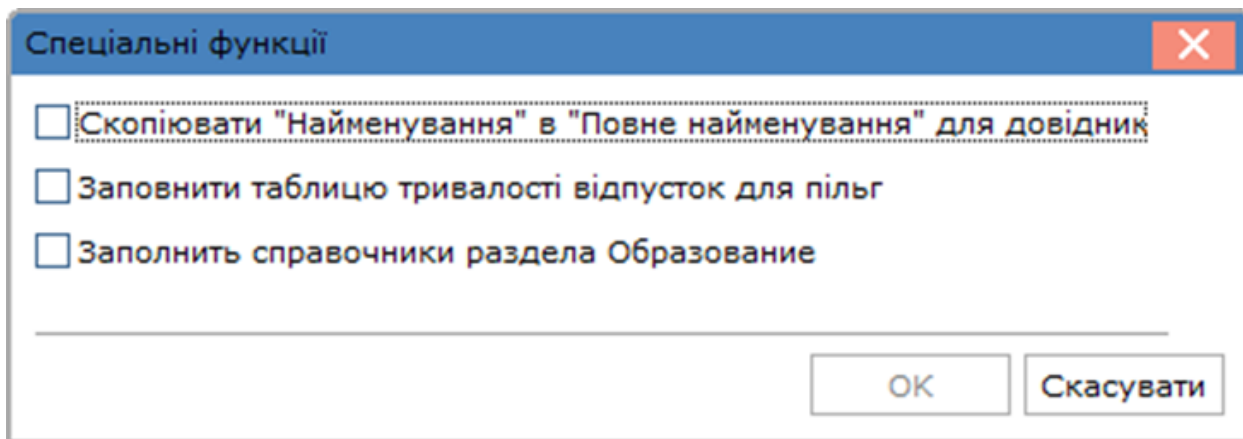 Спеціальні функції
Скопіювати "Найменування" в "Повне найменування" для довідник
Заповнити таблицю тривалості відпусток для пільг
Заполнить справочники раздела Образование
ОК Скасувати